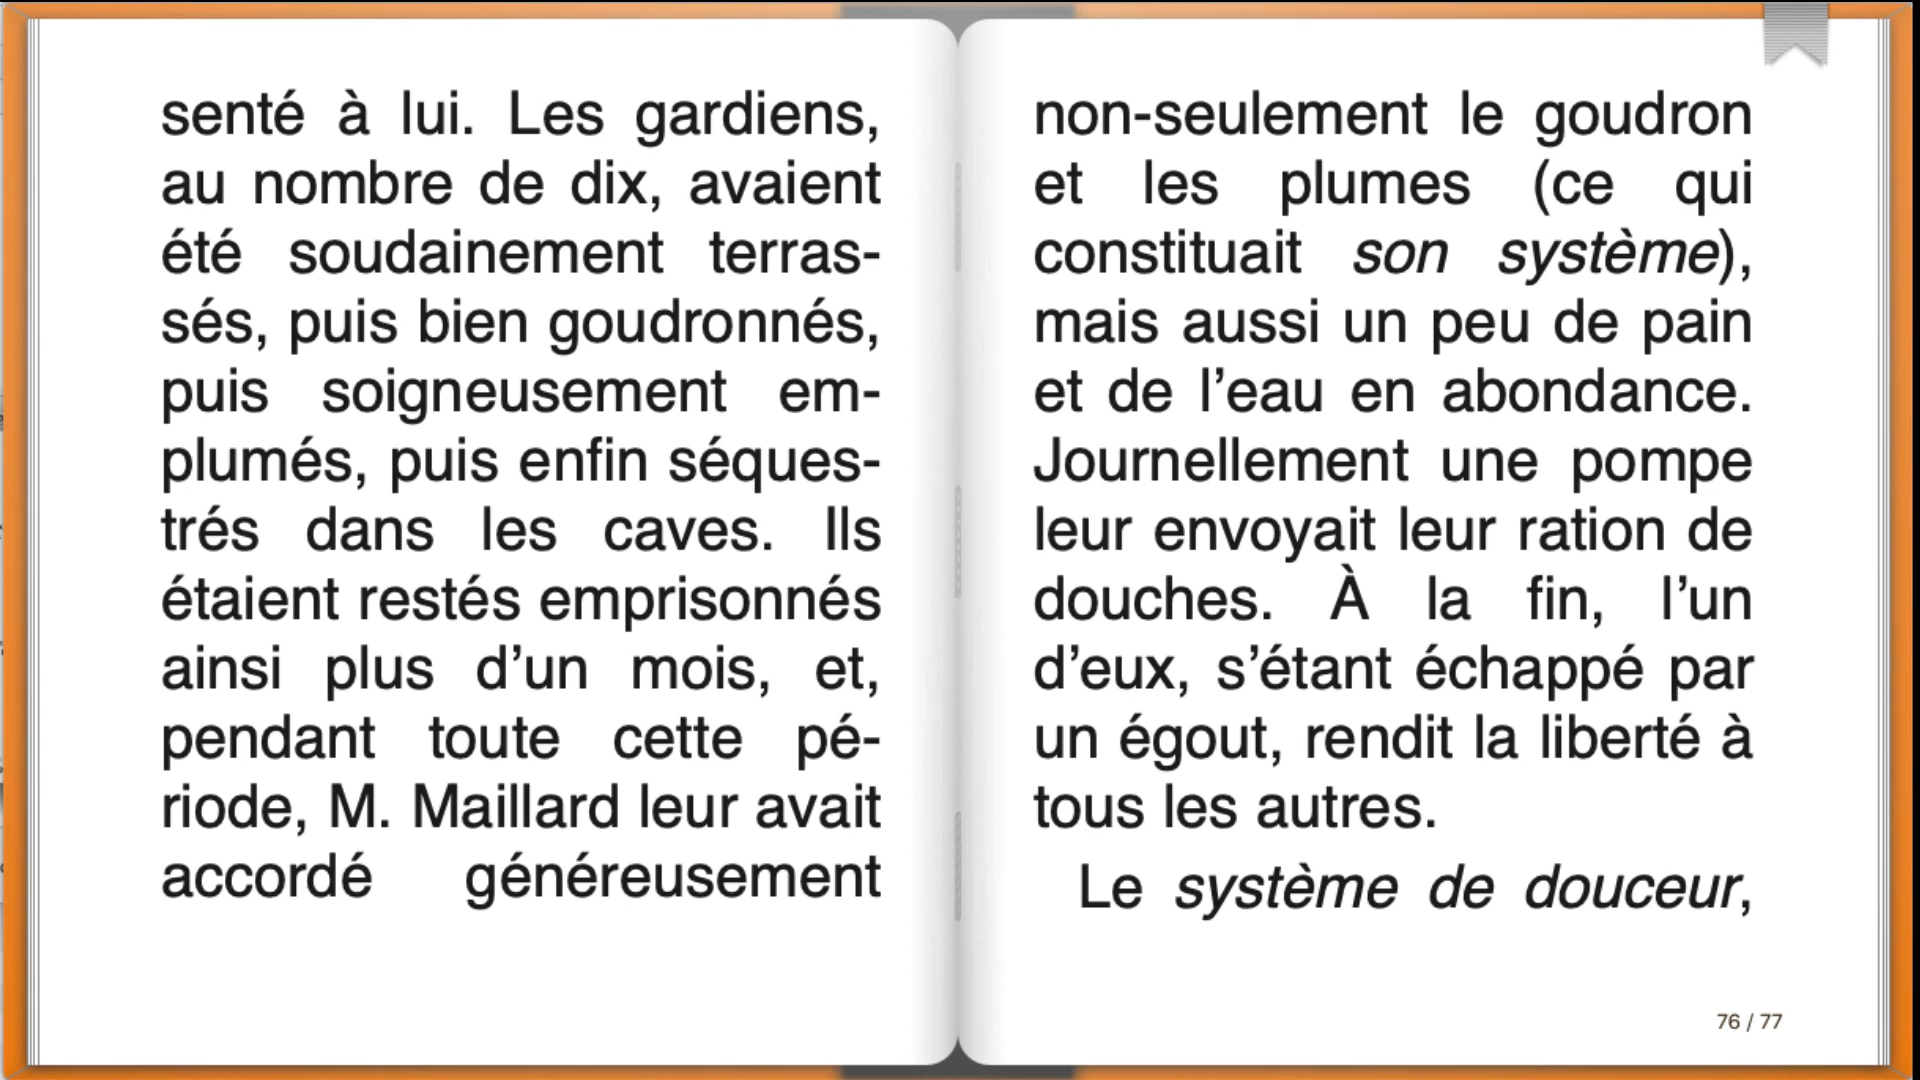 senté à lui. Les gardiens,
au nombre de dix, avaient
été soudainement terras-
sés, puis bien goudronnés,
puis soigneusement em-
plumés, puis enfin séques-
trés dans les caves. Ils
étaient restés emprisonnés
ainsi plus d’un mois, et,
pendant toute cette pé-
riode, M. Maillard leur avait
accordé généreusement
non-seulement le goudron
et les plumes (ce qui
constituait son système),
mais aussi un peu de pain
et de l’eau en abondance.
Journellement une pompe
leur envoyait leur ration de
douches. À la fin, l’un
d’eux, s’étant échappé par
un égout, rendit la liberté à
tous les autres.
Le système de douceur,
76 / 77